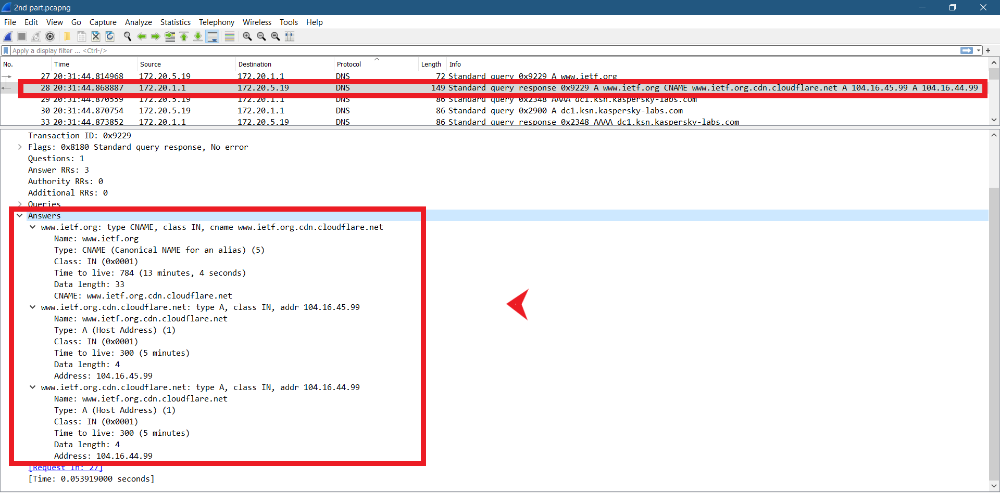 2nd part.pcapng
File Edit View Go Capture Analyze Statistics Telephony Wireless Tools Help
Apply a display filter ... <Ctrl-/>
No. Time Source Destination Protocol Length Info
27 20:31:44.814968 172.20.5.19 172.20.1.1 DNS 72 Standard query 0x9229 A www.ietf.org
28 20:31:44.868887 172.20.1.1 172.20.5.19 DNS 149 Standard query response 0x9229 A www.ietf.org CNAME www.ietf.org.cdn.cloudflare.net A 104.16.45.99 A 104.16.44.99
29 20:31:44.870559 172.20.5.19 172.20.1.1 DNS 86 Standard query 0x2348 AAAA dc1.ksn.kaspersky-labs.com
30 20:31:44.870754 172.20.5.19 172.20.1.1 DNS 86 Standard query 0x2900 A dc1.ksn.kaspersky-labs.com
33 20:31:44.873852 172.20.1.1 172.20.5.19 DNS 86 Standard query response 0x2348 AAAA dc1.ksn.kaspersky-labs.com
Transaction ID: 0x9229
Flags: 0x8180 Standard query response, No error
Questions: 1
Answer RRs: 3
Authority RRs: 0
Additional RRs: 0
Queries
Answers
www.ietf.org: type CNAME, class IN, cname www.ietf.org.cdn.cloudflare.net
Name: www.ietf.org
Type: CNAME (Canonical NAME for an alias) (5)
Class: IN (0x0001)
Time to live: 784 (13 minutes, 4 seconds)
Data length: 33
CNAME: www.ietf.org.cdn.cloudflare.net
www.ietf.org.cdn.cloudflare.net: type A, class IN, addr 104.16.45.99
Name: www.ietf.org.cdn.cloudflare.net
Type: A (Host Address) (1)
Class: IN (0x0001)
Time to live: 300 (5 minutes)
Data length: 4
Address: 104.16.45.99
www.ietf.org.cdn.cloudflare.net: type A, class IN, addr 104.16.44.99
Name: www.ietf.org.cdn.cloudflare.net
Type: A (Host Address) (1)
Class: IN (0x0001)
Time to live: 300 (5 minutes)
Data length: 4
Address: 104.16.44.99
[Request In: 27]
[Time: 0.053919000 seconds]